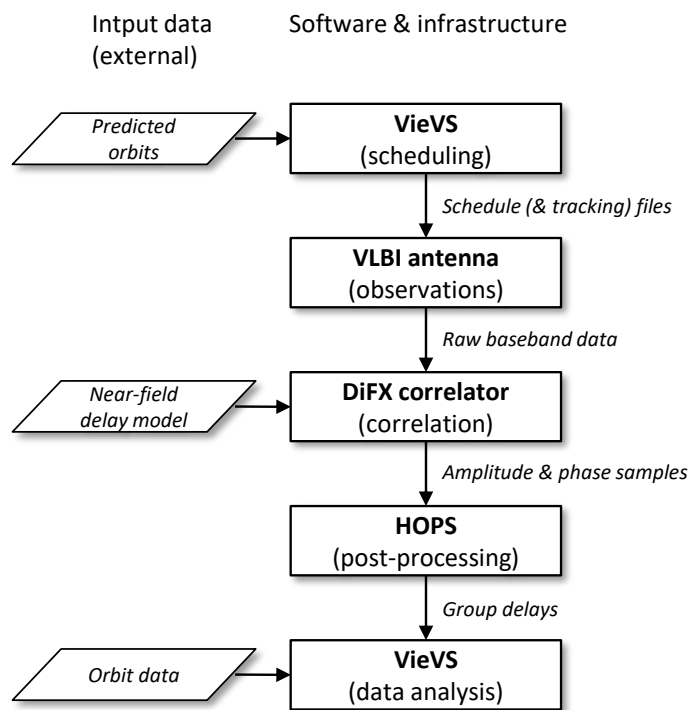 Intput data
(external)
Software & infrastructure
Predicted
orbits
VieVS
(scheduling)
Schedule (& tracking) files
VLBI antenna
(observations)
Raw baseband data
Near-field
delay model
DiFX correlator
(correlation)
Amplitude & phase samples
HOPS
(post-processing)
Group delays
Orbit data
VieVS
(data analysis)